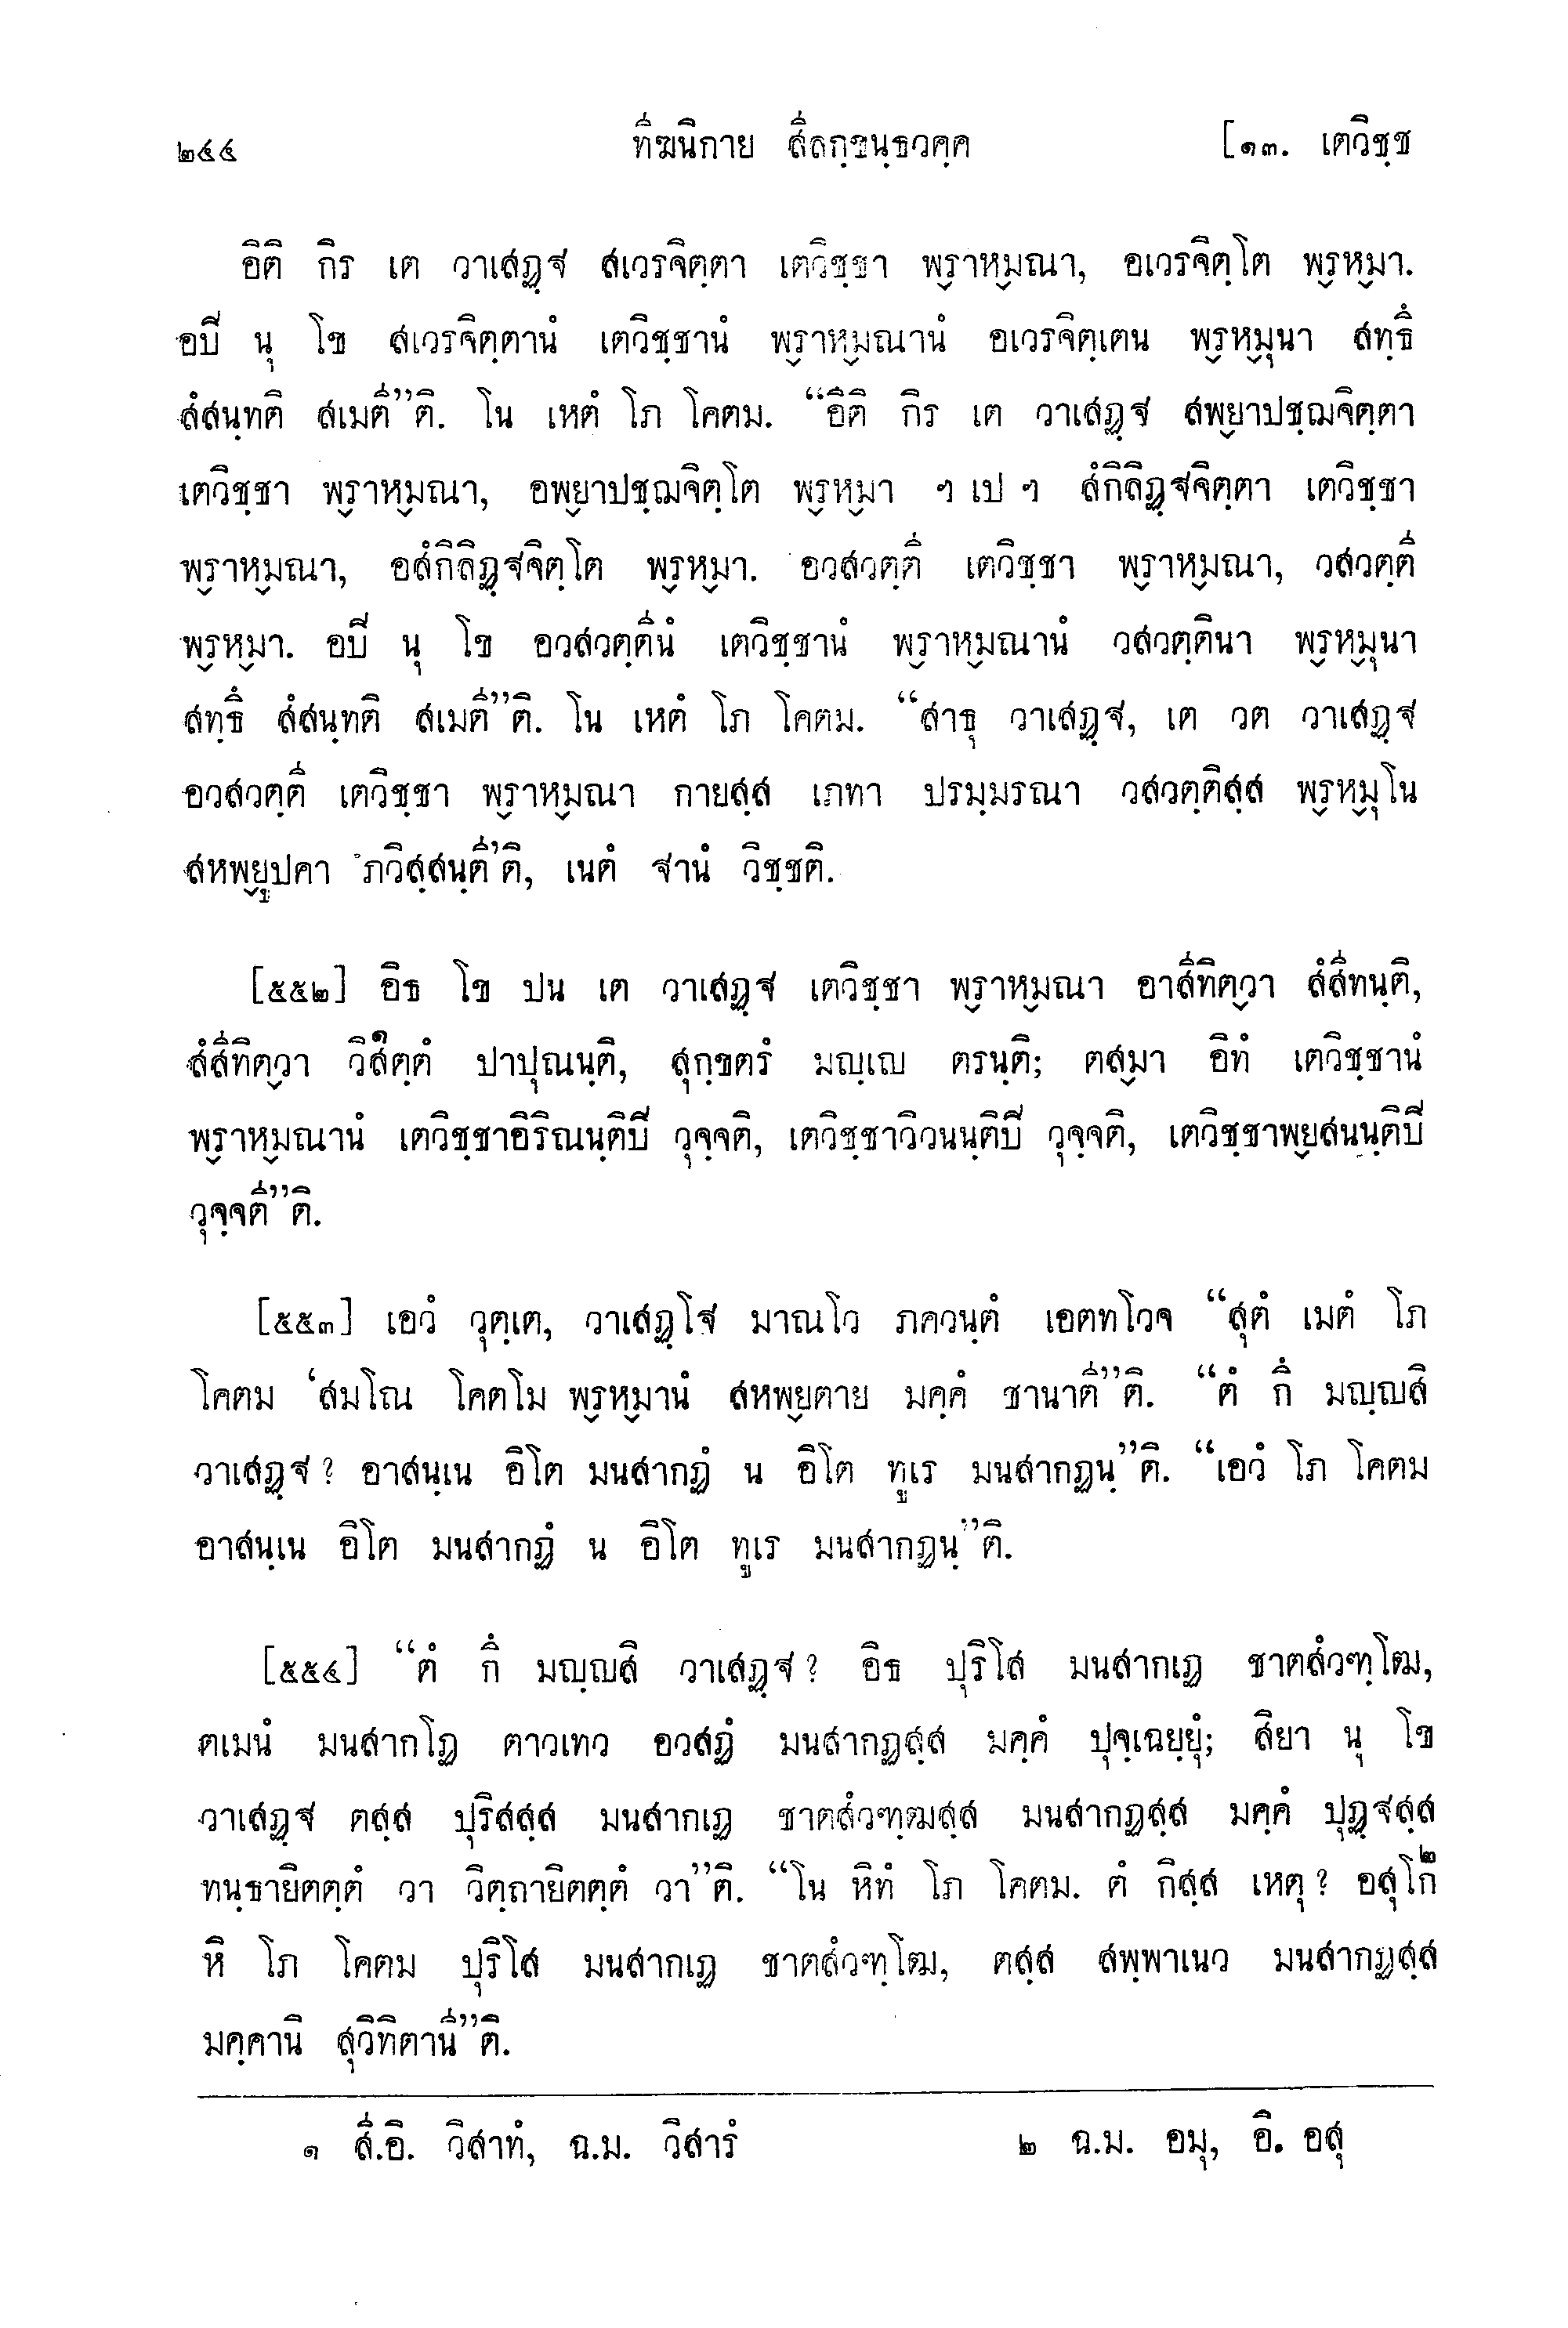 ๒๔๔ ทีฆนิกาย สีลกฺขนฺธวคฺค [๑๓. เตวิชฺช
อิติ กิร เต วาเสฏฺฐ สเวรจิตฺตา เตวิชฺชา พฺราหฺมณา, อเวรจิตฺโต พฺรหฺมา.
อปิ นุ โข สเวรจิตฺตานํ เตวิชฺชานํ พฺราหฺมณานํ อเวรจิตฺเตน พฺรหฺมุนา สทฺธึ
สํสนฺทติ สเมตี”ติ. โน เหตํ โภ โคตม. “อิติ กิร เต วาเสฏฺฐ สพฺยาปชฺฌจิตฺตา
เตวิชฺชา พฺราหฺมณา, อพฺยาปชฺฌจิตฺโต พฺรหฺมา ฯ เป ฯ สํกิลิฏฺฐจิตฺตา เตวิชฺชา
พฺราหฺมณา, อสํกิลิฏฺฐจิตฺโต พฺรหฺมา. อวสวตฺตี เตวิชฺชา พฺราหฺมณา, วสวตฺตี
พฺรหฺมา. อปิ นุ โข อวสวตฺตีนํ เตวิชฺชานํ พฺราหฺมณานํ วสวตฺตินา พฺรหฺมุนา
สทฺธึ สํสนฺทติ สเมตี”ติ. โน เหตํ โภ โคตม. “สาธุ วาเสฏฺฐ, เต วต วาเสฏฺฐ
อวสวตฺตี เตวิชฺชา พฺราหฺมณา กายสฺส เภทา ปรมฺมรณา วสวตฺติสฺส พฺรหฺมุโน
สหพฺยูปคา ภวิสฺสนฺตี’ติ, เนตํ ฐานํ วิชฺชติ.
[๕๕๒] อิธ โข ปน เต วาเสฏฺฐ เตวิชฺชา พฺราหฺมณา อาสีทิตฺวา สํสีทนฺติ,
สํสีทิตฺวา วิสตฺตํ๑ ปาปุณนฺติ, สุกฺขตรํ มญฺเญ ตรนฺติ; ตสฺมา อิทํ เตวิชฺชานํ
พฺราหฺมณานํ เตวิชฺชาอิริณนฺติปิ วุจฺจติ, เตวิชฺชาวิวนนฺติปิ วุจฺจติ, เตวิชฺชาพฺยสนนฺติปิ
วุจฺจตี”ติ.
[๕๕๓] เอวํ วุตฺเต, วาเสฏฺโฐ มาณโว ภควนฺตํ เอตทโวจ “สุตํ เมตํ โภ
โคตม ‘สมโณ โคตโม พฺรหฺมานํ สหพฺยตาย มคฺคํ ชานาตี”ติ. “ตํ กึ มญฺญสิ
วาเสฏฺฐ? อาสนฺเน อิโต มนสากฏํ น อิโต ทูเร มนสากฏนฺ”ติ. “เอวํ โภ โคตม
อาสนฺเน อิโต มนสากฏํ น อิโต ทูเร มนสากฏนฺ”ติ.
[๕๕๔] “ตํ กึ มญฺญสิ วาเสฏฺฐ? อิธ ปุริโส มนสากเฏ ชาตสํวฑฺโฒ,
ตเมนํ มนสากโฏ ตาวเทว อวสฏํ มนสากฏสฺส มคฺคํ ปุจฺเฉยฺยุํ; สิยา นุ โข
วาเสฏฺฐ ตสฺส ปุริสสฺส มนสากเฏ ชาตสํวฑฺฒสฺส มนสากฏสฺส มคฺคํ ปุฏฺฐสฺส
ทนฺธายิตตฺตํ วา วิตฺถายิตตฺตํ วา”ติ. “โน หิทํ โภ โคตม. ตํ กิสฺส เหตุ? อสุโก๒
หิ โภ โคตม ปุริโส มนสากเฏ ชาตสํวฑฺโฒ, ตสฺส สพฺพาเนว มนสากฏสฺส
มคฺคานิ สุวิทิตานี”ติ.
๑ สี.อิ. วิสาทํ, ฉ.ม. วิสารํ ๒ ฉ.ม. อมุ, อิ. อสุ